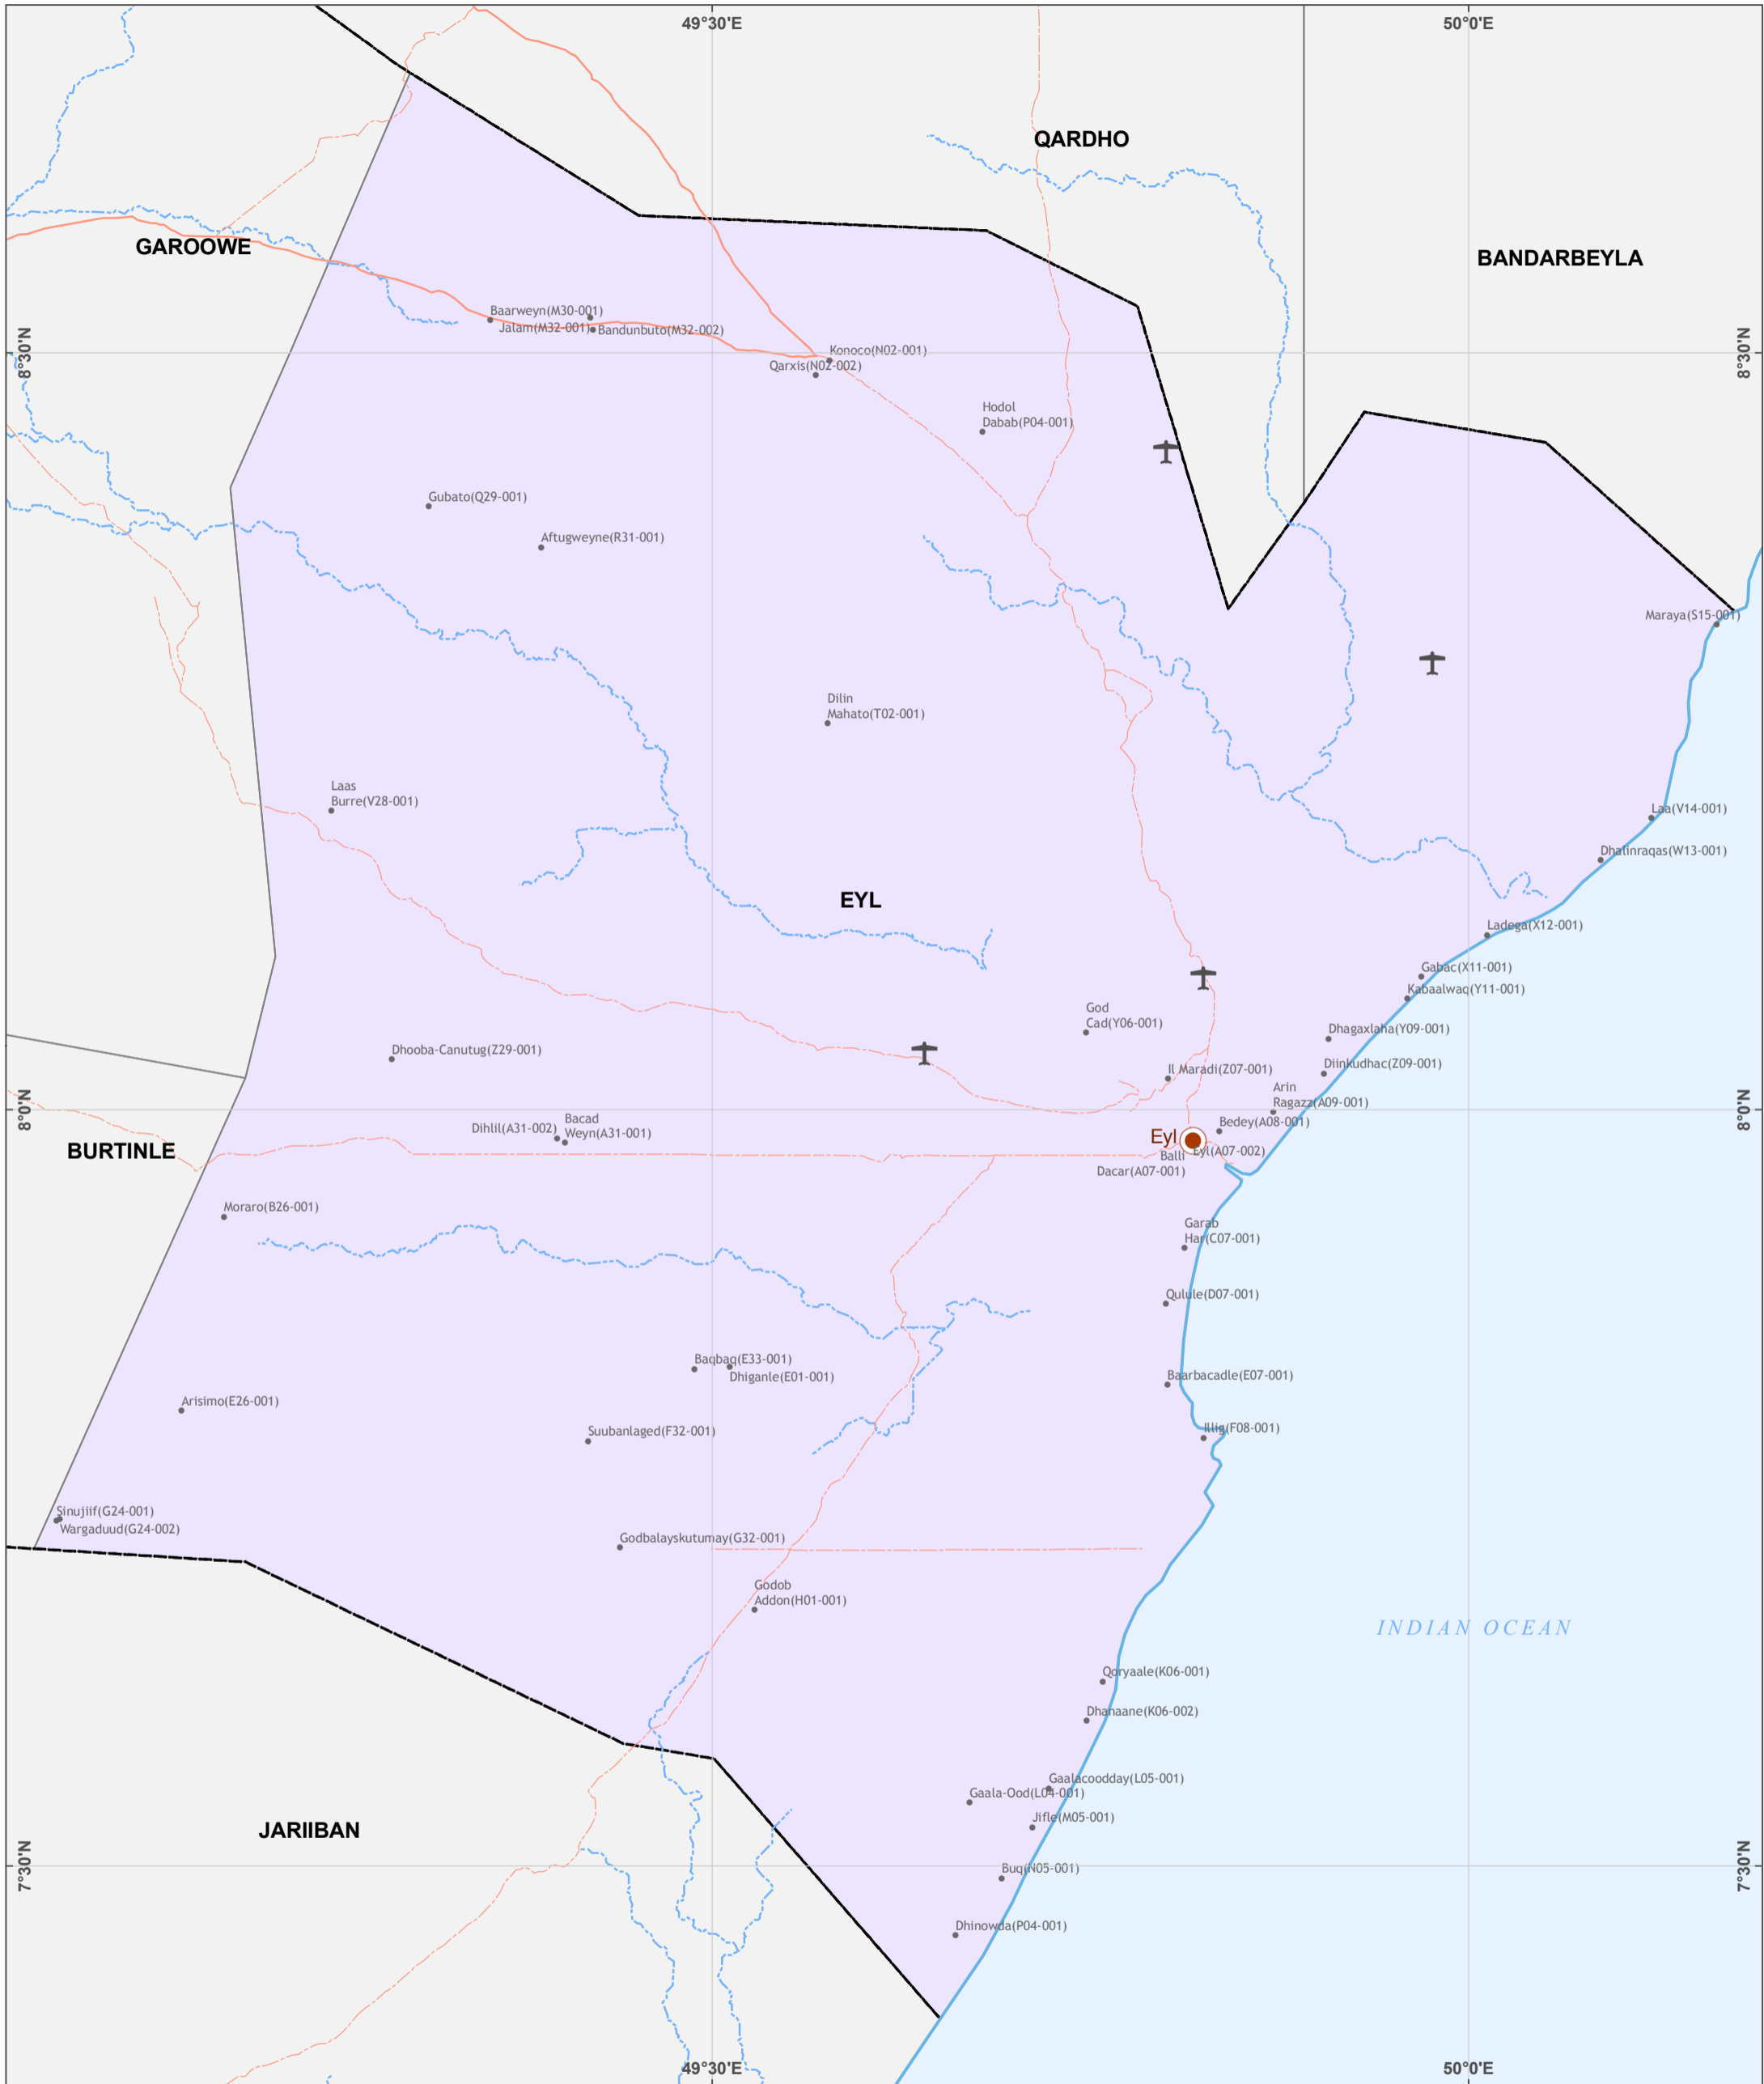 49°30'E
50°0'E
QARDHO
GAROOWE
BANDARBEYLA
Baarweyn(M30-001)
Jalam(M32-001)
Bandunbuto(M32-002)
8°30'N
8°30'N
Konoco(N02-001)
Qarxis(N02-002)
Hodol
Dabab(P04-001)
Gubato(Q29-001)
Aftugweyne(R31-001)
Maraya(S15-001)
Dilin
Mahato(T02-001)
Laas
Burre(V28-001)
Laa(V14-001)
Dhalinraqas(W13-001)
EYL
Ladega(X12-001)
Gabac(X11-001)
Kabaalwaq(Y11-001)
God
Cad(Y06-001)
Dhagaxlaha(Y09-001)
Dhooba-Canutug(Z29-001)
Il Maradi(Z07-001)
Diinkudhac(Z09-001)
Arin
Ragazz(A09-001)
8°0'N
8°0'N
Bedey(A08-001)
Dihlil(A31-002)
Bacad
Weyn(A31-001)
Eyl
Eyl(A07-002)
Balli
Dacar(A07-001)
BURTINLE
Moraro(B26-001)
Garab
Har(C07-001)
Qulule(D07-001)
Baqbaq(E33-001)
Dhiganle(E01-001)
Baarbacadle(E07-001)
Arisimo(E26-001)
Suubanlaged(F32-001)
Illig(F08-001)
Sinujiif(G24-001)
Wargaduud(G24-002)
Godbalayskutumay(G32-001)
Godob
Addon(H01-001)
INDIAN OCEAN
Qoryaale(K06-001)
Dhanaane(K06-002)
Gaalacoodday(L05-001)
Gaala-Ood(L04-001)
Jifle(M05-001)
JARIIBAN
7°30'N
7°30'N
Buq(N05-001)
Dhinowda(P04-001)
49°30'E
50°0'E